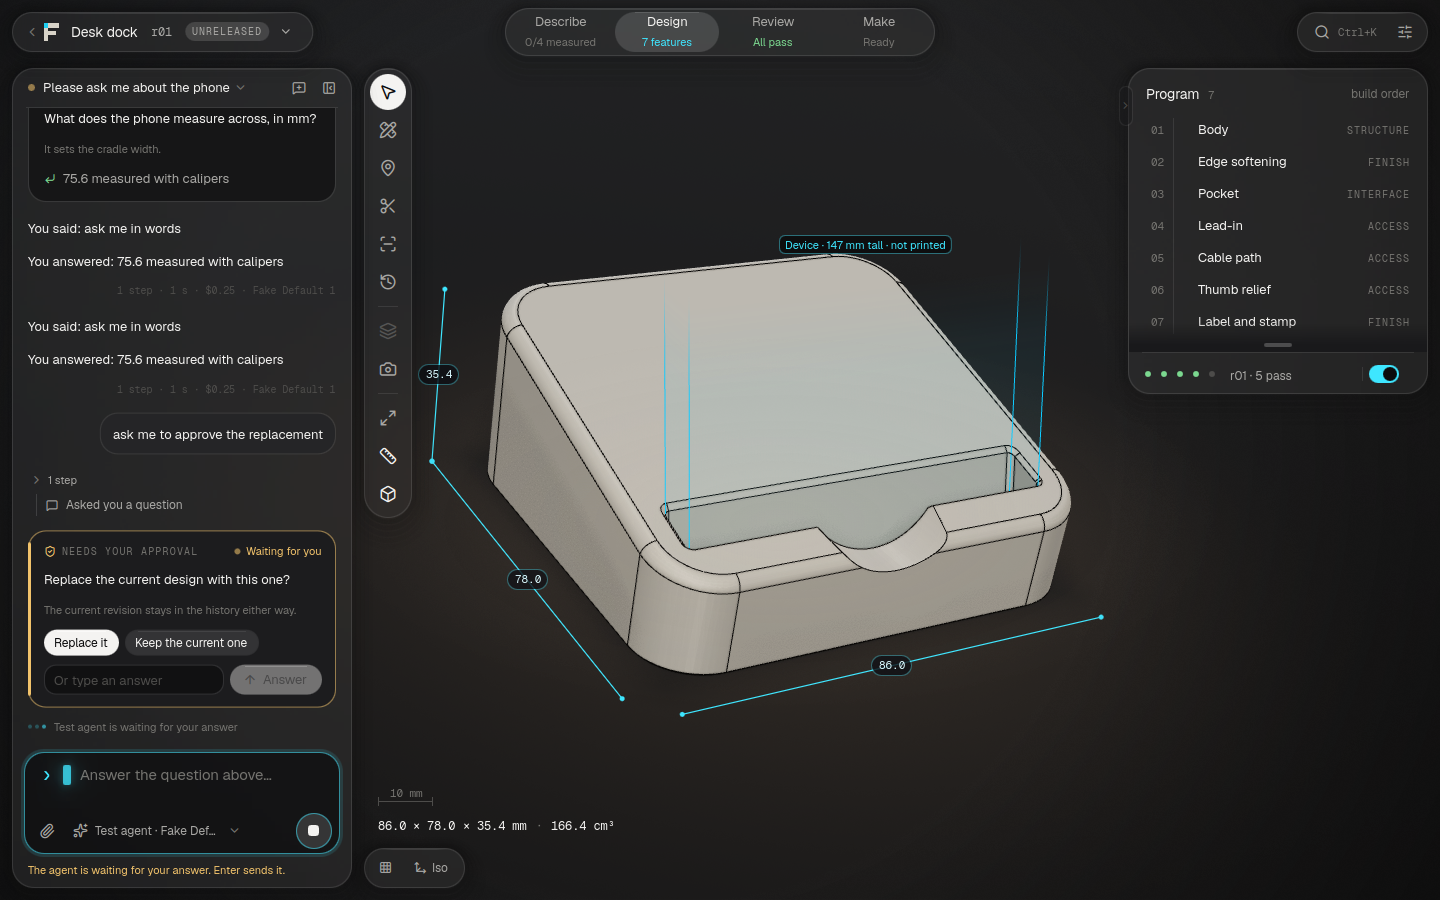 Desk dock r01 UNRELEASED
Describe
0/4 measured
Design
7 features
Review
All pass
Make
Ready
Ctrl+K
Please ask me about the phone
What does the phone measure across, in mm?
It sets the cradle width.
75.6 measured with calipers
You said: ask me in words
You answered: 75.6 measured with calipers
1 step · 1 s · $0.25 · Fake Default 1
You said: ask me in words
You answered: 75.6 measured with calipers
1 step · 1 s · $0.25 · Fake Default 1
ask me to approve the replacement
1 step
Asked you a question
NEEDS YOUR APPROVAL
Waiting for you
Replace the current design with this one?
The current revision stays in the history either way.
Replace it
Keep the current one
Or type an answer
Answer
Test agent is waiting for your answer
Answer the question above...
Test agent · Fake Def...
The agent is waiting for your answer. Enter sends it.
Device · 147 mm tall · not printed
35.4
78.0
86.0
10 mm
86.0 × 78.0 × 35.4 mm · 166.4 cm³
Iso
Program 7
build order
01 Body STRUCTURE
02 Edge softening FINISH
03 Pocket INTERFACE
04 Lead-in ACCESS
05 Cable path ACCESS
06 Thumb relief ACCESS
07 Label and stamp FINISH
r01 · 5 pass